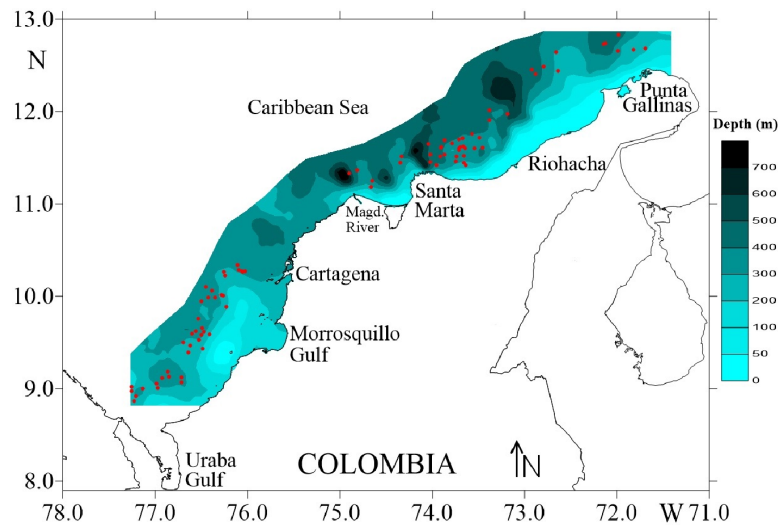 13.0
N
12.0
11.0
10.0
9.0
8.0
Caribbean Sea
Punta
Gallinas
Riohacha
Santa
Marta
Magd.
River
Cartagena
Morrosquillo
Gulf
Uraba
Gulf
COLOMBIA
N
Depth (m)
700
600
500
400
300
200
100
50
0
78.0 77.0 76.0 75.0 74.0 73.0 72.0 W 71.0